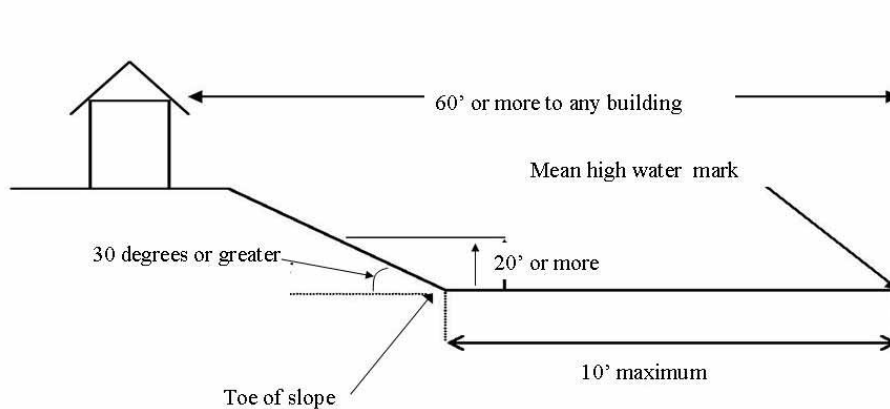 60’ or more to any building
Mean high water mark
30 degrees or greater
20’ or more
10’ maximum
Toe of slope